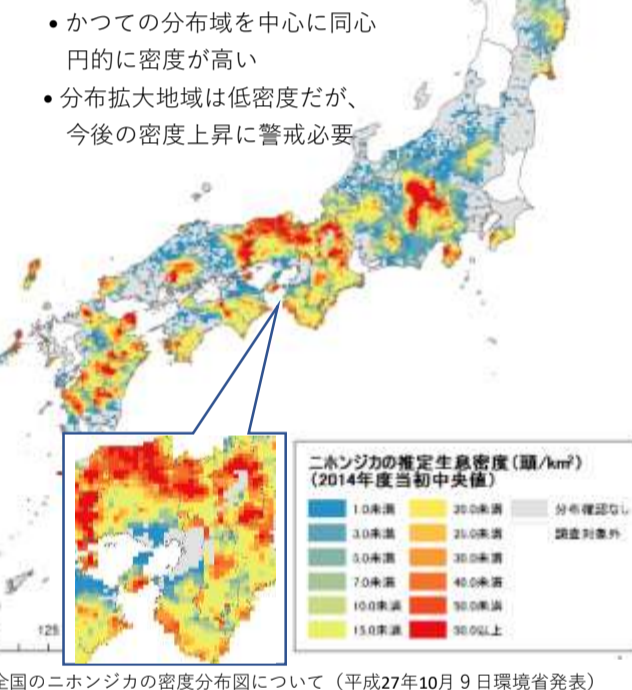 • かつての分布域を中心に同心
円的に密度が高い
• 分布拡大地域は低密度だが、
今後の密度上昇に警戒必要
ニホンジカの推定生息密度(頭/km²)
(2014年度当初中央値)
1.0未満 20.0未満 分布確認なし
3.0未満 25.0未満 調査対象外
5.0未満 30.0未満
7.0未満 40.0未満
10.0未満 50.0未満
15.0未満 50.0以上
125
全国のニホンジカの密度分布図について(平成27年10月９日環境省発表)